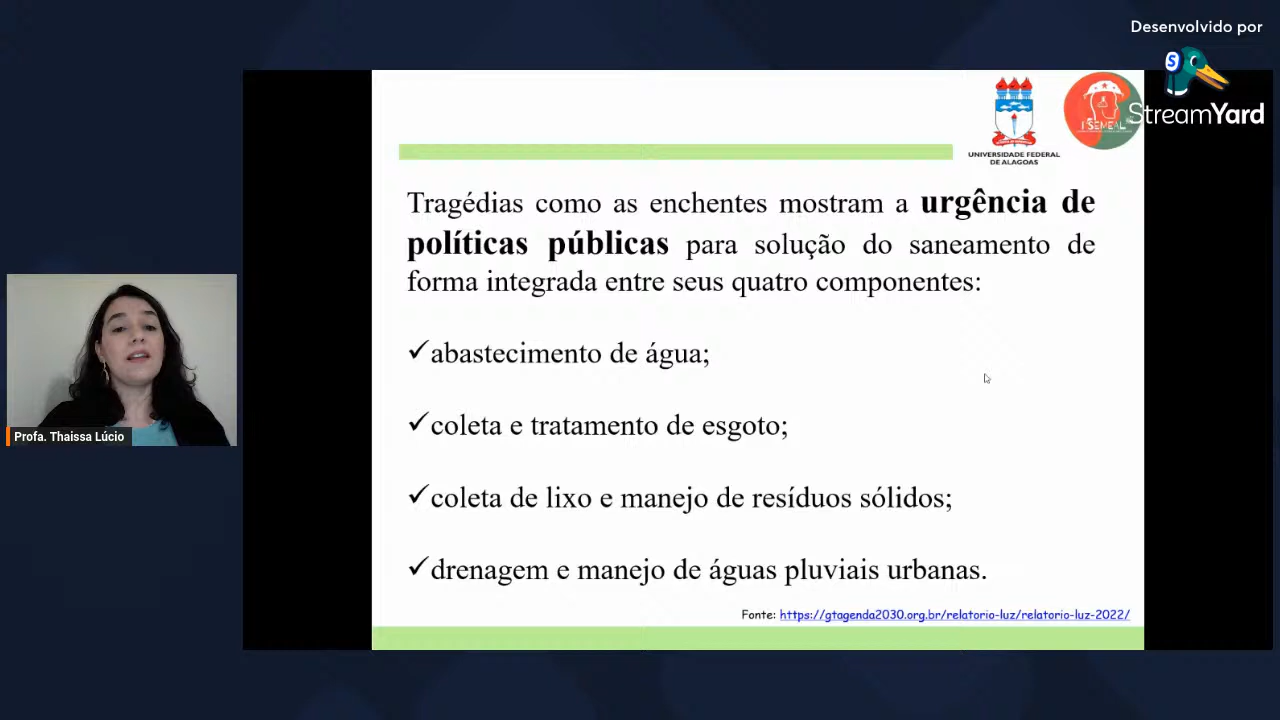 Desenvolvido por
StreamYard
UNIVERSIDADE FEDERAL
DE ALAGOAS
I SEMEAL
Tragédias como as enchentes mostram a urgência de
políticas públicas para solução do saneamento de
forma integrada entre seus quatro componentes:
✓abastecimento de água;
✓coleta e tratamento de esgoto;
✓coleta de lixo e manejo de resíduos sólidos;
✓drenagem e manejo de águas pluviais urbanas.
Fonte: https://gtagenda2030.org.br/relatorio-luz/relatorio-luz-2022/
Profa. Thaissa Lúcio